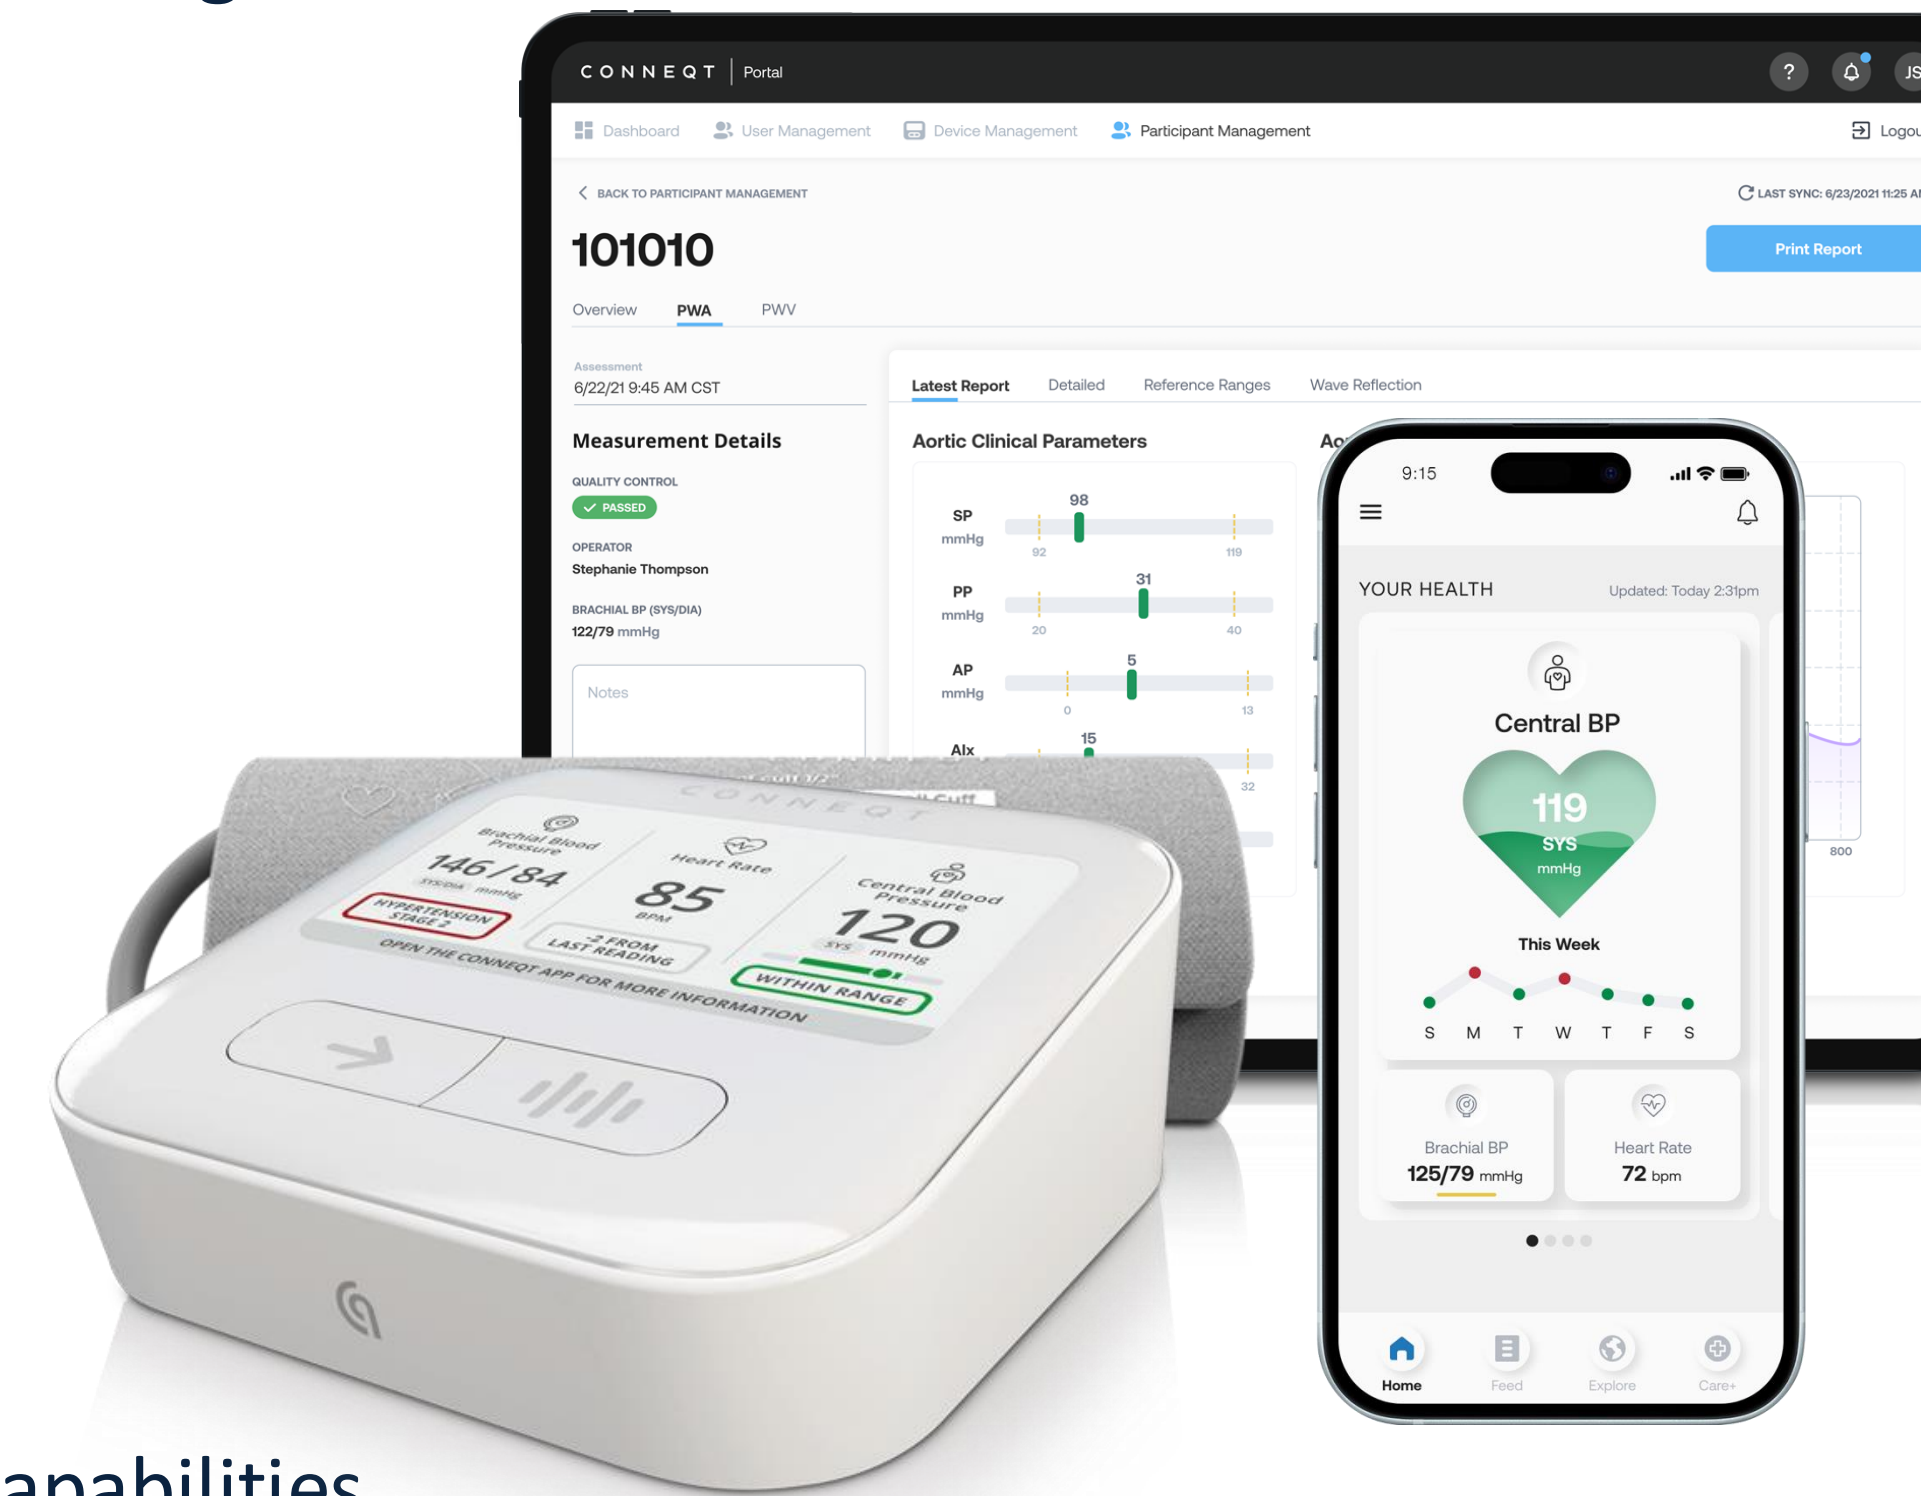 CONNEQT | Portal
?
JS
Dashboard
User Management
Device Management
Participant Management
BACK TO PARTICIPANT MANAGEMENT
LAST SYNC: 6/23/2021 11:25
101010
Print Report
Overview
PWA
PWV
Assessment
6/22/21 9:45 AM CST
Measurement Details
QUALITY CONTROL
PASSED
OPERATOR
Stephanie Thompson
BRACHIAL BP (SYS/DIA)
122/79 mmHg
Notes
Latest Report
Detailed
Reference Ranges
Wave Reflection
Aortic Clinical Parameters
98
SP
mmHg
92
119
31
PP
mmHg
20
40
5
AP
mmHg
0
13
15
AIx
32
800
9:15
YOUR HEALTH
Updated: Today 2:31pm
Central BP
119
SYS
mmHg
This Week
S M T W T F S
Brachial BP
125/79 mmHg
Heart Rate
72 bpm
Home
Feed
Explore
Care+
CONNEQT
Brachial Blood
Pressure
146/84
SYS/DIA mmHg
HYPERTENSION
STAGE 2
Heart Rate
85
BPM
-2 FROM
LAST READING
Central Blood
Pressure
120
SYS mmHg
WITHIN RANGE
OPEN THE CONNEQT APP FOR MORE INFORMATION
apabilities